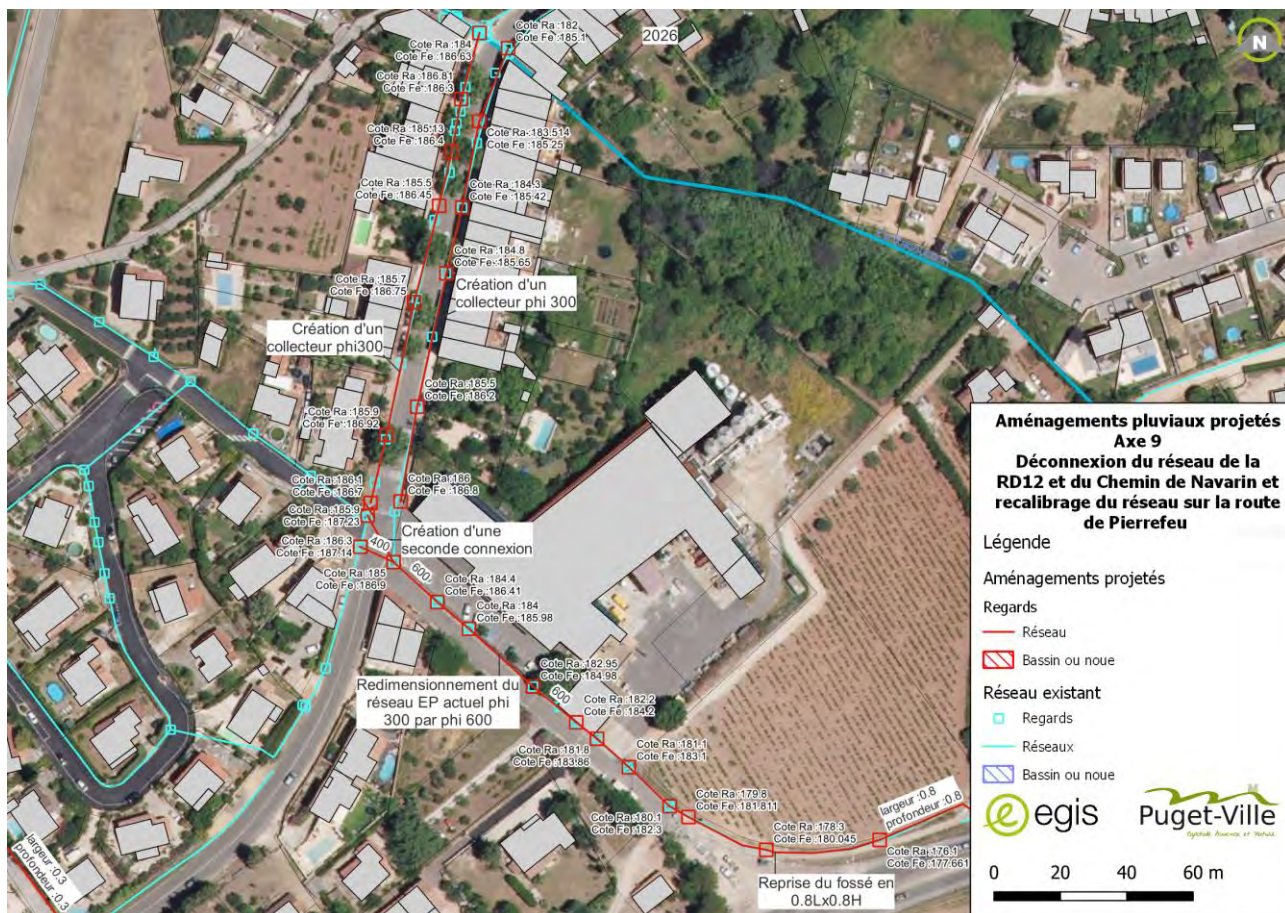 2026
N
Cote Ra :184
Cote Fe :186.63
Cote Ra :182
Cote Fe :185.1
Cote Ra :186.81
Cote Fe :186.3
Cote Ra :185.13
Cote Fe :186.4
Cote Ra :183.514
Cote Fe :185.25
Cote Ra :185.5
Cote Fe :186.45
Cote Ra :184.3
Cote Fe :185.42
Cote Ra :184.8
Cote Fe :185.65
Cote Ra :185.7
Cote Fe :186.75
Création d'un
collecteur phi 300
Création d'un
collecteur phi300
Cote Ra :185.5
Cote Fe :186.2
Cote Ra :185.9
Cote Fe :186.92
Cote Ra :186.1
Cote Fe :186.7
Cote Ra :186
Cote Fe :186.8
Cote Ra :185.9
Cote Fe :187.23
Création d'une
seconde connexion
Cote Ra :186.3
Cote Fe :187.14
400
600
Cote Ra :185
Cote Fe :186.9
Cote Ra :184.4
Cote Fe :186.41
Cote Ra :184
Cote Fe :185.98
Cote Ra :182.95
Cote Fe :184.98
600
Redimensionnement du
réseau EP actuel phi
300 par phi 600
Cote Ra :182.2
Cote Fe :184.2
Cote Ra :181.8
Cote Fe :183.86
Cote Ra :181.1
Cote Fe :183.1
Cote Ra :179.8
Cote Fe :181.811
Cote Ra :180.1
Cote Fe :182.3
Cote Ra :178.3
Cote Fe :180.045
Cote Ra :176.1
Cote Fe :177.661
largeur :0.8
profondeur :0.8
Reprise du fossé en
0.8Lx0.8H
largeur :0.3
profondeur :0.3
Aménagements pluviaux projetés
Axe 9
Déconnexion du réseau de la
RD12 et du Chemin de Navarin et
recalibrage du réseau sur la route
de Pierrefeu
Légende
Aménagements projetés
Regards
Réseau
Bassin ou noue
Réseau existant
Regards
Réseaux
Bassin ou noue
egis
Puget-Ville
0 20 40 60 m